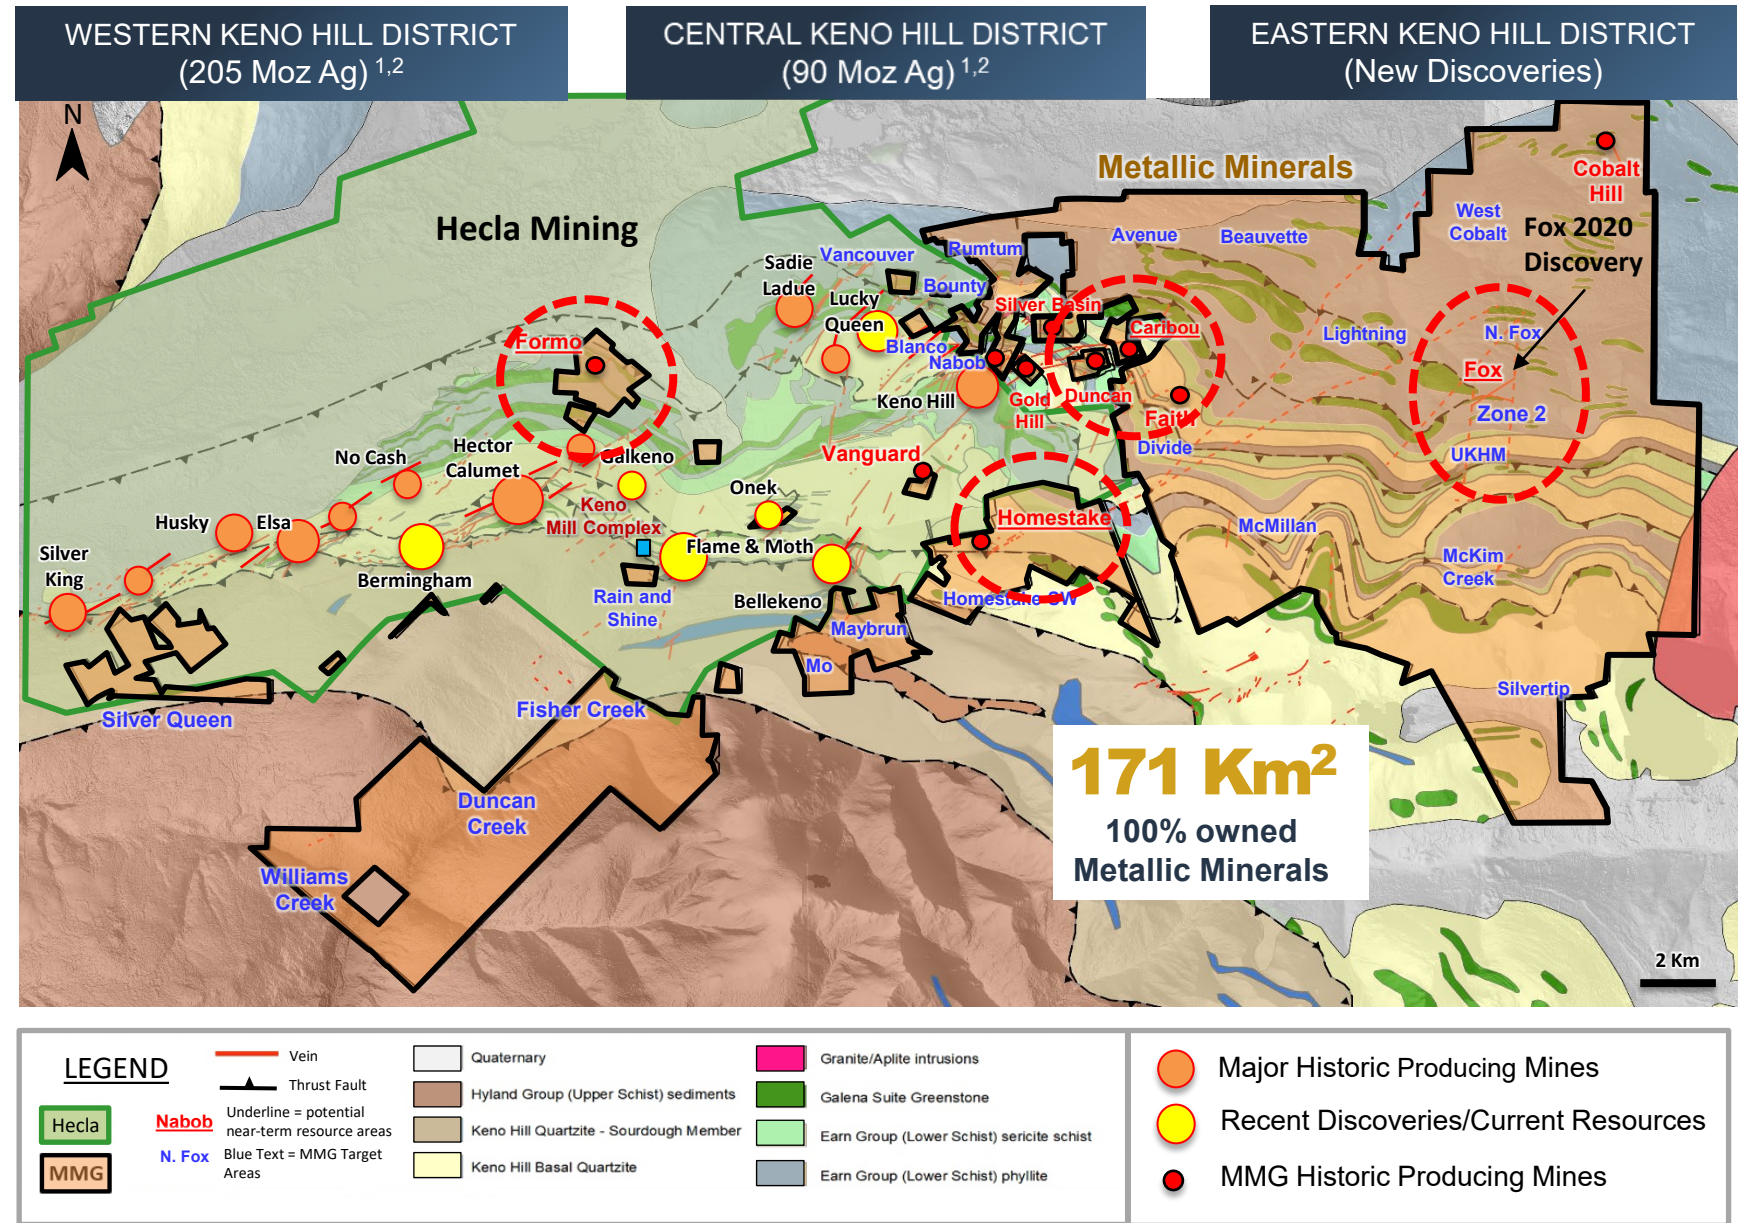 WESTERN KENO HILL DISTRICT
(205 Moz Ag) 1,2
CENTRAL KENO HILL DISTRICT
(90 Moz Ag) 1,2
EASTERN KENO HILL DISTRICT
(New Discoveries)
N
Hecla Mining
Metallic Minerals
Cobalt
Hill
West
Cobalt
Fox 2020
Discovery
Avenue
Beauvette
Rumtum
Vancouver
Sadie
Ladue
Lucky
Queen
Bounty
Silver Basin
Caribou
Lightning
N. Fox
Fox
Zone 2
UKHM
Formo
Blanco
Nabob
Keno Hill
Gold
Hill
Duncan
Faith
Divide
Vanguard
Hector
Calumet
No Cash
Galkeno
Onek
Keno
Mill Complex
Husky
Elsa
Silver
King
Bermingham
Flame & Moth
Homestake
McMillan
McKim
Creek
Rain and
Shine
Bellekeno
Homestake SW
Maybrun
Mo
Silvertip
Silver Queen
Fisher Creek
Duncan
Creek
Williams
Creek
171 Km2
100% owned
Metallic Minerals
2 Km
LEGEND
Hecla
MMG
Vein
Thrust Fault
Nabob
Underline = potential
near-term resource areas
N. Fox
Blue Text = MMG Target
Areas
Quaternary
Hyland Group (Upper Schist) sediments
Keno Hill Quartzite - Sourdough Member
Keno Hill Basal Quartzite
Granite/Aplite intrusions
Galena Suite Greenstone
Earn Group (Lower Schist) sericite schist
Earn Group (Lower Schist) phyllite
Major Historic Producing Mines
Recent Discoveries/Current Resources
MMG Historic Producing Mines